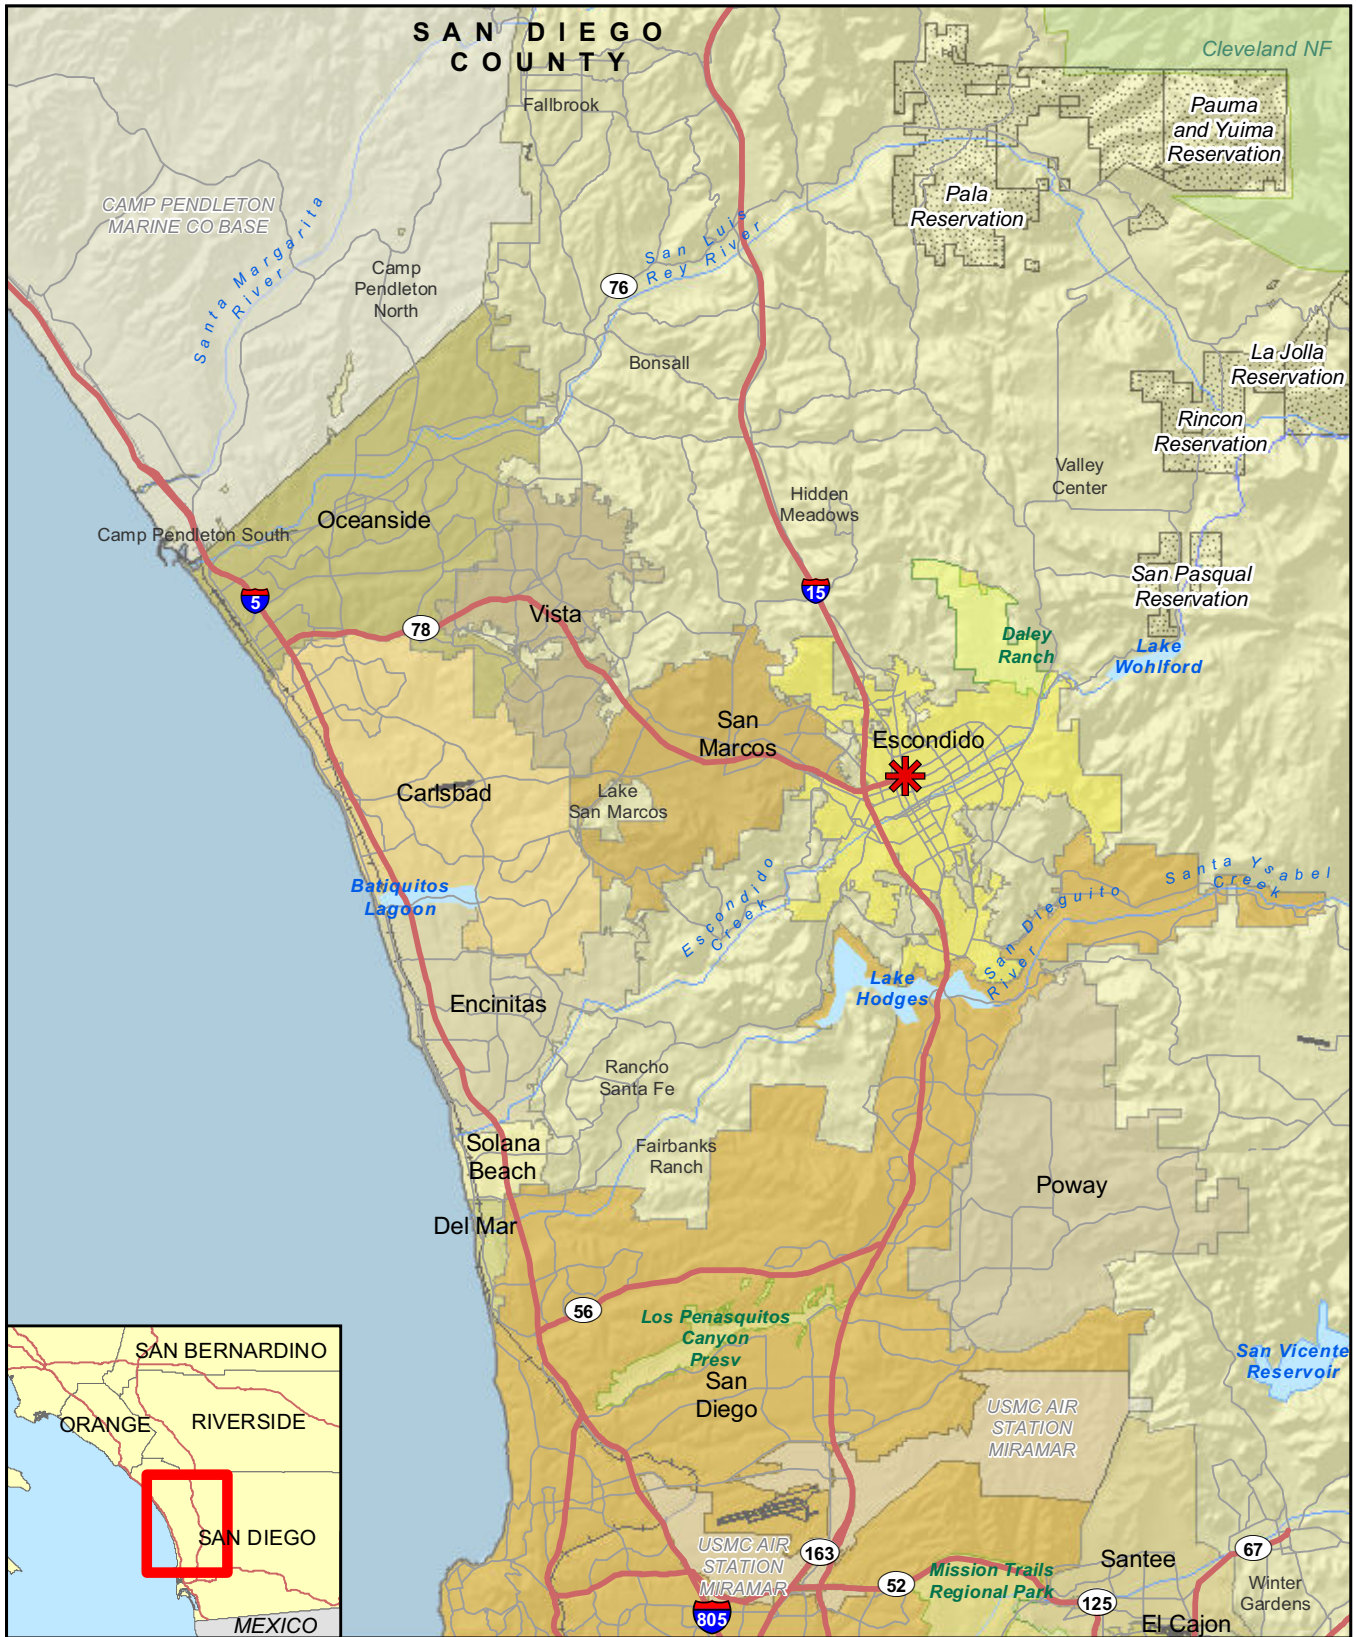 SAN DIEGO
COUNTY
Cleveland NF
Fallbrook
Pauma
and Yuima
Reservation
CAMP PENDLETON
MARINE CO BASE
Pala
Reservation
Santa Margarita
River
San Luis
Rey River
Camp
Pendleton
North
76
Bonsall
La Jolla
Reservation
Rincon
Reservation
Valley
Center
Hidden
Meadows
Oceanside
Camp Pendleton South
San Pasqual
Reservation
5
15
78
Vista
Daley
Ranch
Lake
Wohlford
San
Marcos
Escondido
Carlsbad
Lake
San Marcos
Batiquitos
Lagoon
Escondido
Creek
Santa Ysabel
Creek
San Dieguito
River
Lake
Hodges
Encinitas
Rancho
Santa Fe
Solana
Beach
Fairbanks
Ranch
Poway
Del Mar
56
Los Penasquitos
Canyon
Presv
San
Diego
San Vicente
Reservoir
USMC AIR
STATION
MIRAMAR
USMC AIR
STATION
MIRAMAR
163
Mission Trails
Regional Park
52
Santee
67
125
Winter
Gardens
El Cajon
805
SAN BERNARDINO
ORANGE
RIVERSIDE
SAN DIEGO
MEXICO